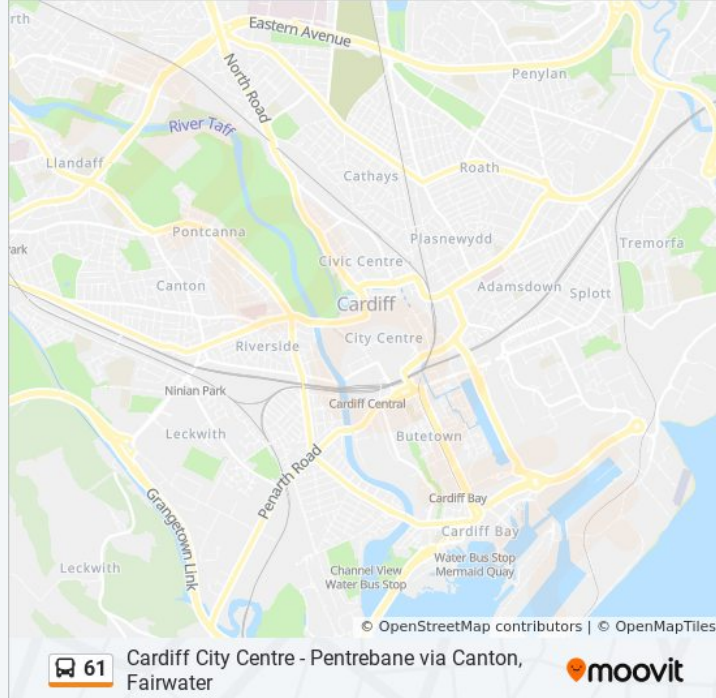 rth
Eastern Avenue
Penylan
North Road
River Taff
Llandaff
Cathays
Roath
Pontcanna
Plasnewydd
Tremorfa
ark
Civic Centre
Canton
Adamsdown
Splott
Cardiff
City Centre
Riverside
Ninian Park
Cardiff Central
Leckwith
Butetown
Penarth Road
Grangetown Link
Cardiff Bay
Cardiff Bay
Leckwith
Channel View
Water Bus Stop
Water Bus Stop
Mermaid Quay
© OpenStreetMap contributors | © OpenMapTiles
61
Cardiff City Centre - Pentrebane via Canton,
Fairwater
moovit